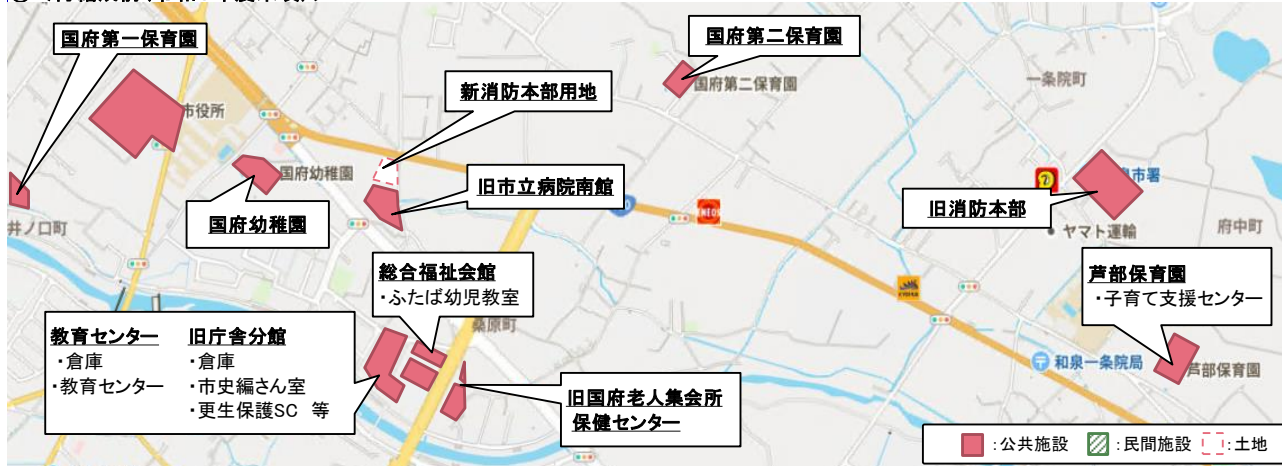 国府第一保育園
国府第二保育園
新消防本部用地
国府第二保育園
一条院町
市役所
国府幼稚園
旧市立病院南館
国府幼稚園
旧消防本部
市署
ヤマト運輸
府中町
井ノ口町
総合福祉会館
・ふたば幼児教室
芦部保育園
・子育て支援センター
ENEOS
教育センター
・倉庫
・教育センター
旧庁舎分館
・倉庫
・市史編さん室
・更生保護SC 等
桑原町
旧国府老人集会所
保健センター
和泉一条院局
芦部保育園
:公共施設 :民間施設 :土地